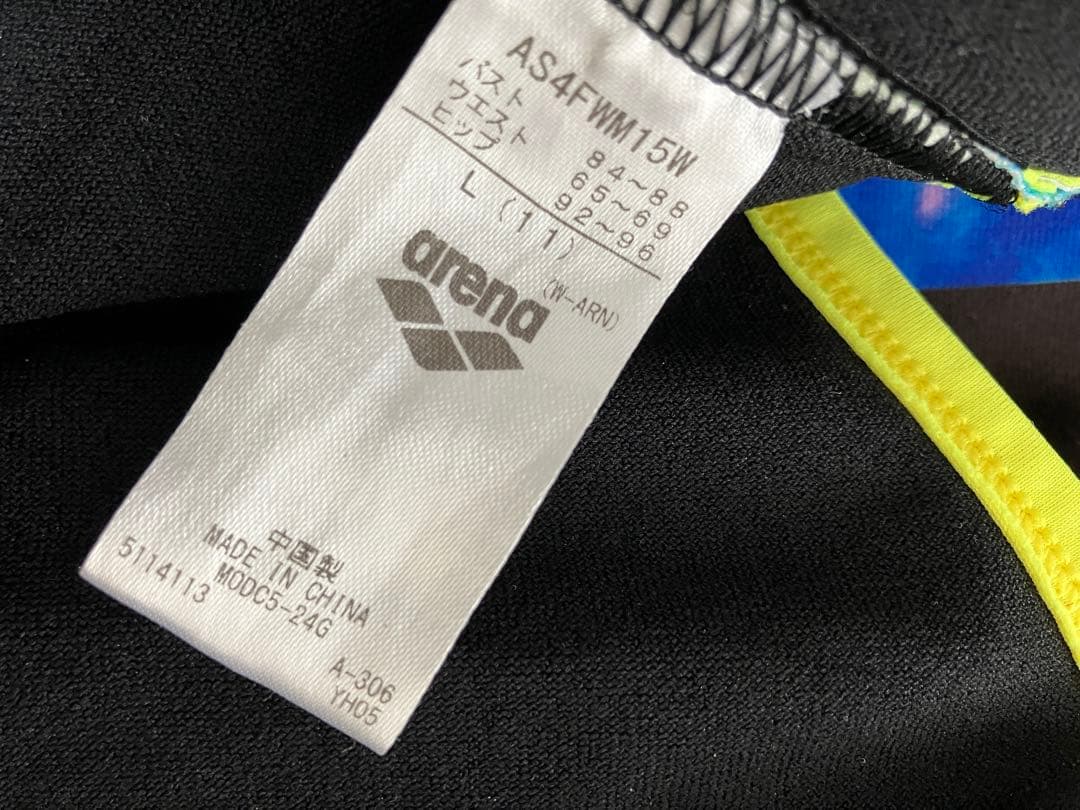 AS4FWM15W
バスト 84～88
ウエスト 65～69
ヒップ 92～96
L (11)
(W-ARN)
arena
中国製
MADE IN CHINA
MODC5-24G
5114113
A-306
YH05